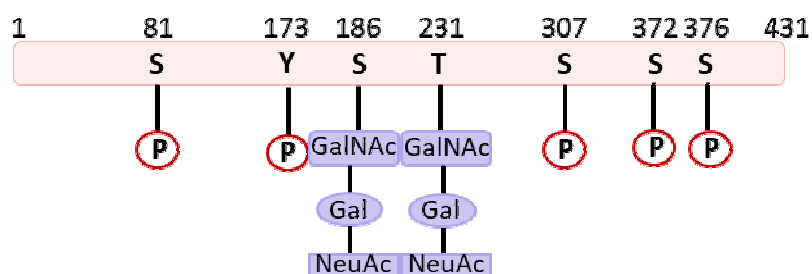 1 81 173 186 231 307 372 376 431
S Y S T S S S
P P GalNAc GalNAc P P P
Gal Gal
NeuAc NeuAc